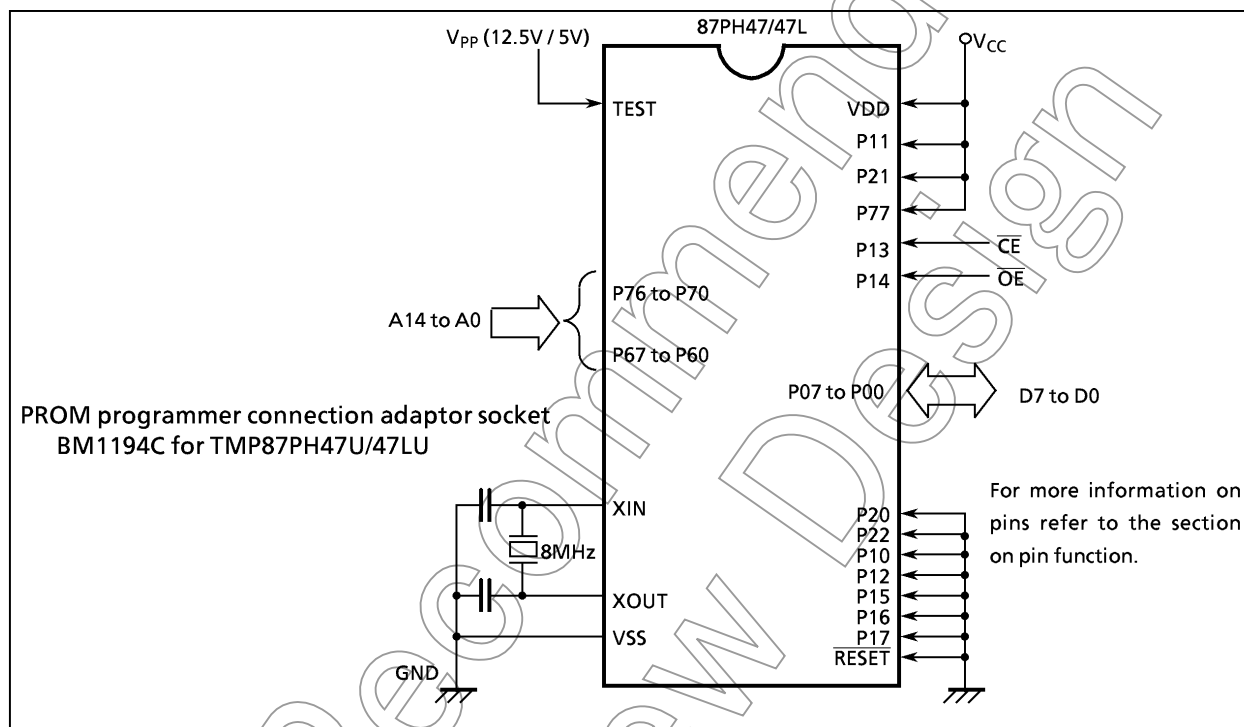 87PH47/47L
VPP (12.5V / 5V)
VCC
TEST
VDD
P11
P21
P77
P13
CE
P14
OE
P76 to P70
A14 to A0
P67 to P60
P07 to P00
D7 to D0
PROM programmer connection adaptor socket
BM1194C for TMP87PH47U/47LU
XIN
8MHz
XOUT
VSS
GND
For more information on
pins refer to the section
on pin function.
P20
P22
P10
P12
P15
P16
P17
RESET